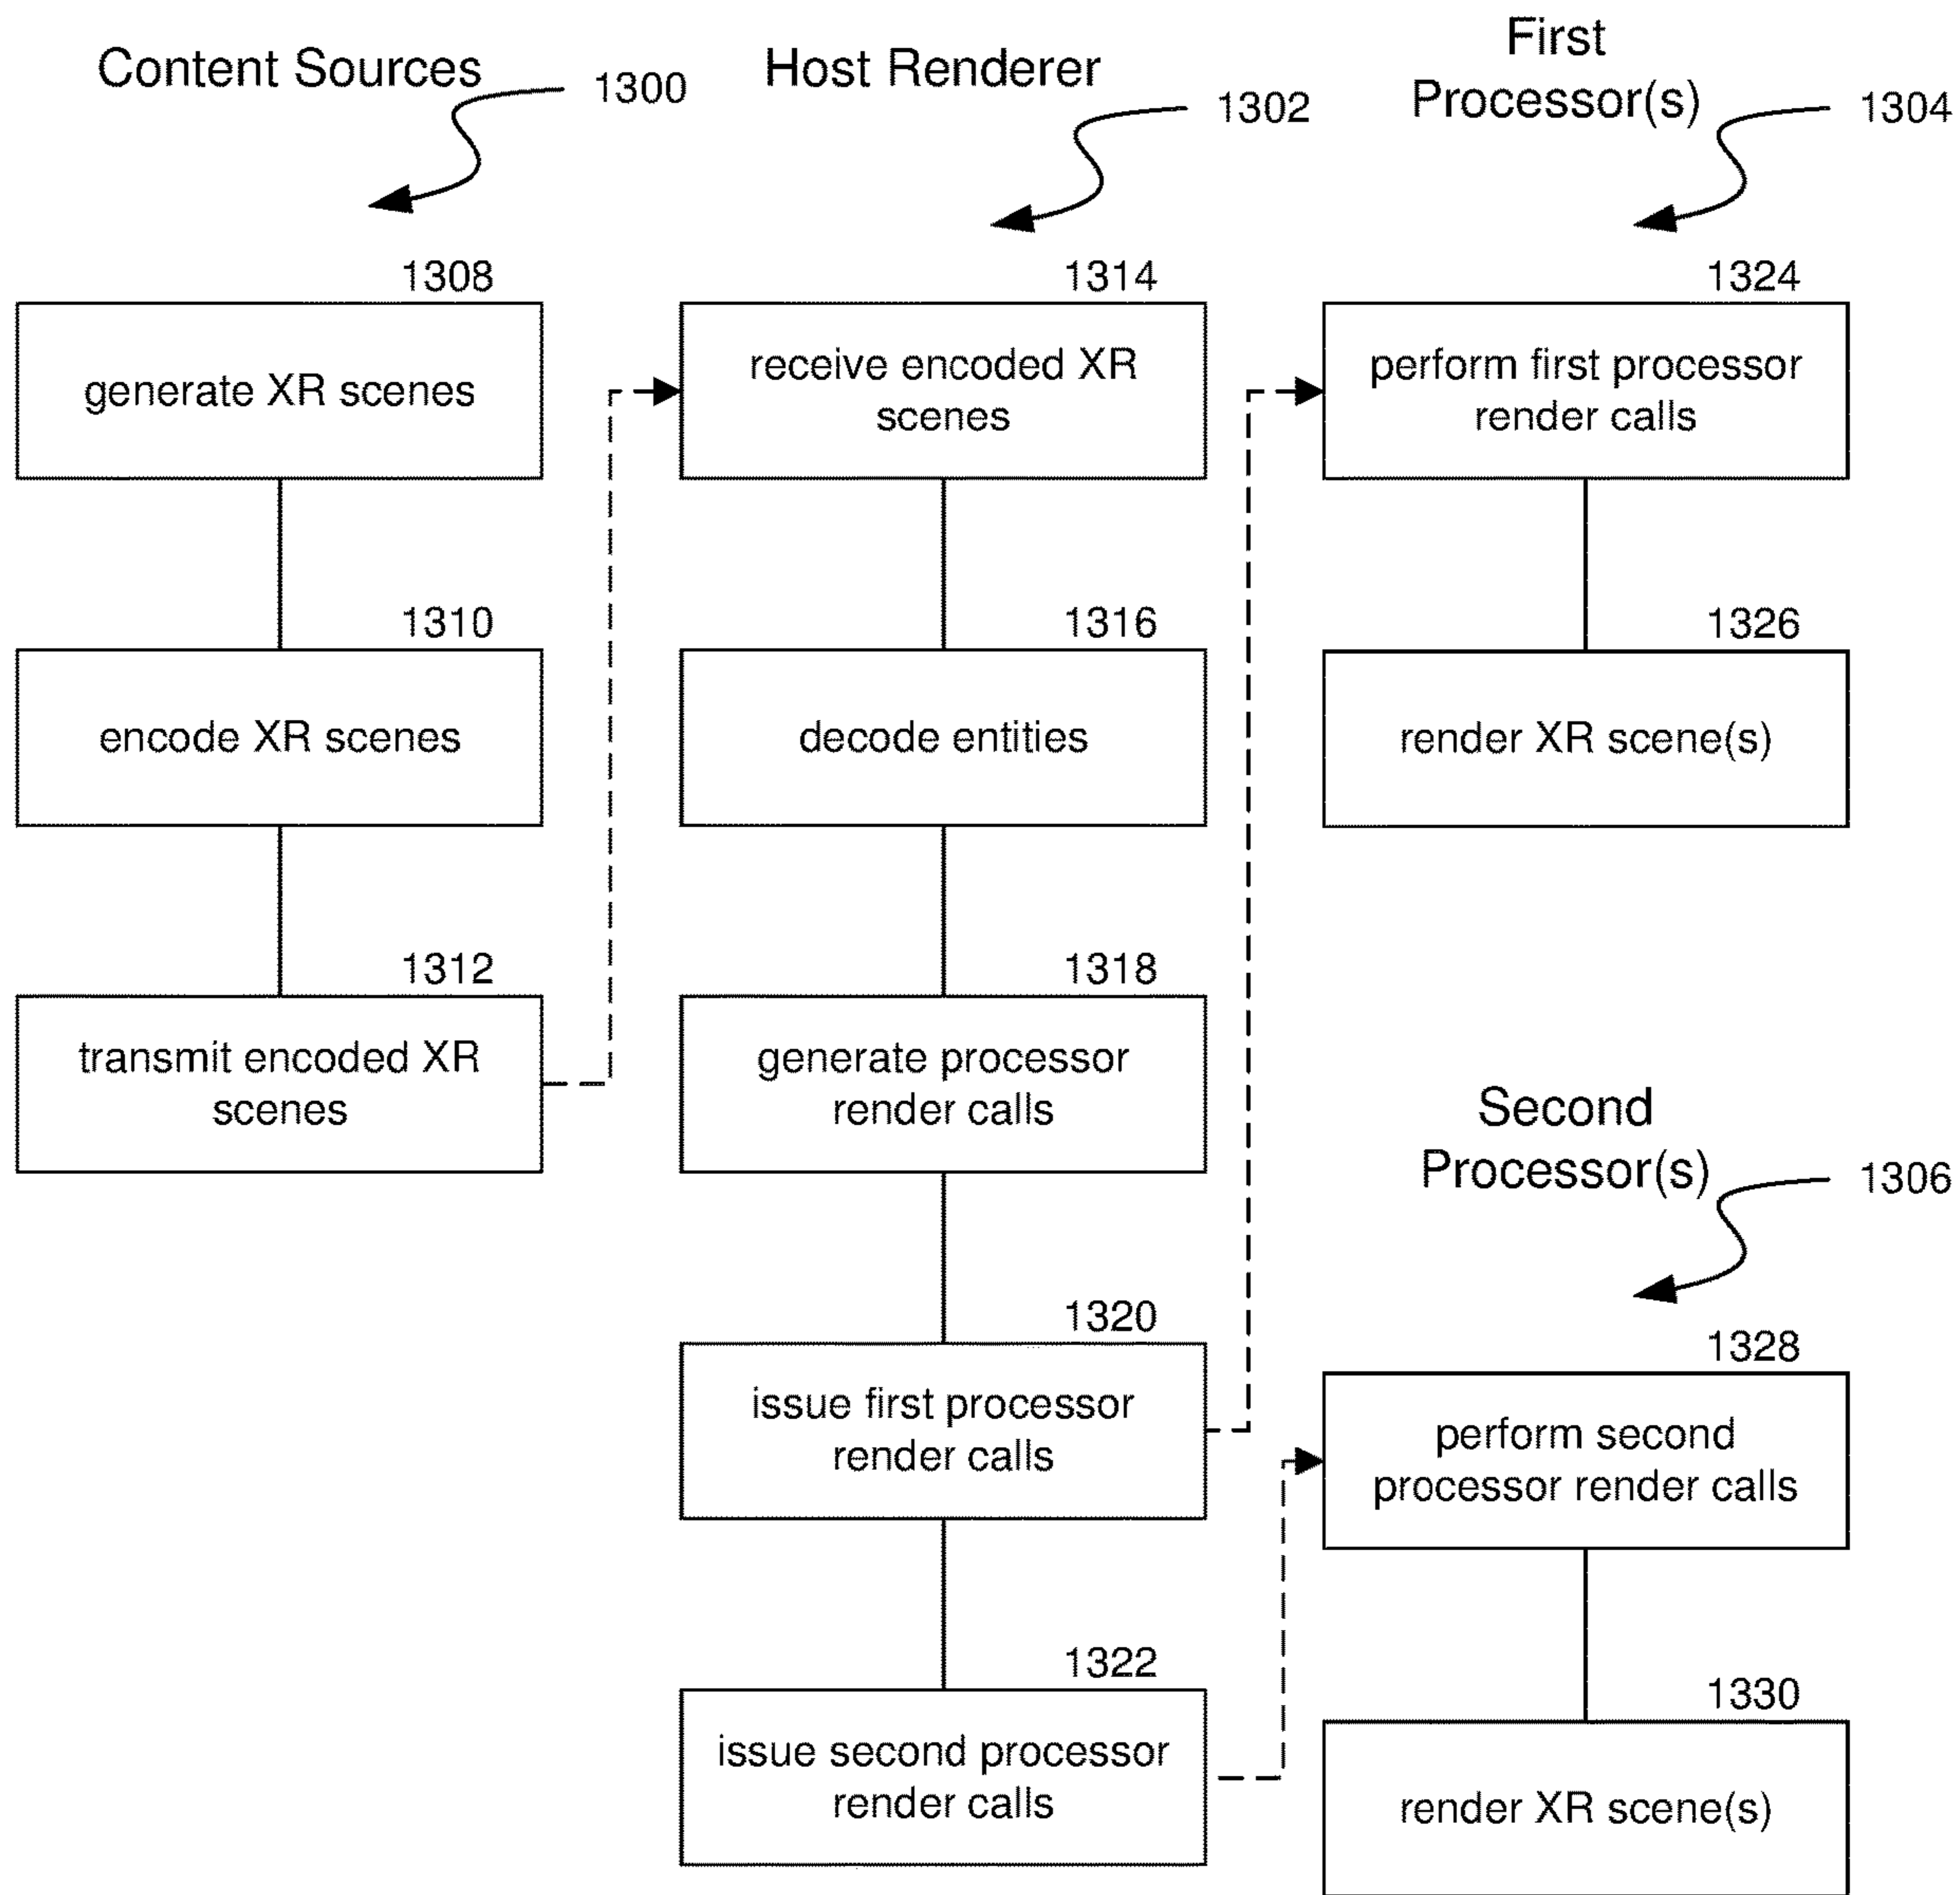 Content Sources
1300
1308
generate XR scenes
1310
encode XR scenes
1312
transmit encoded XR
scenes
Host Renderer
1302
1314
receive encoded XR
scenes
1316
decode entities
1318
generate processor
render calls
1320
issue first processor
render calls
1322
issue second processor
render calls
First
Processor(s)
1304
1324
perform first processor
render calls
1326
render XR scene(s)
Second
Processor(s)
1306
1328
perform second
processor render calls
1330
render XR scene(s)